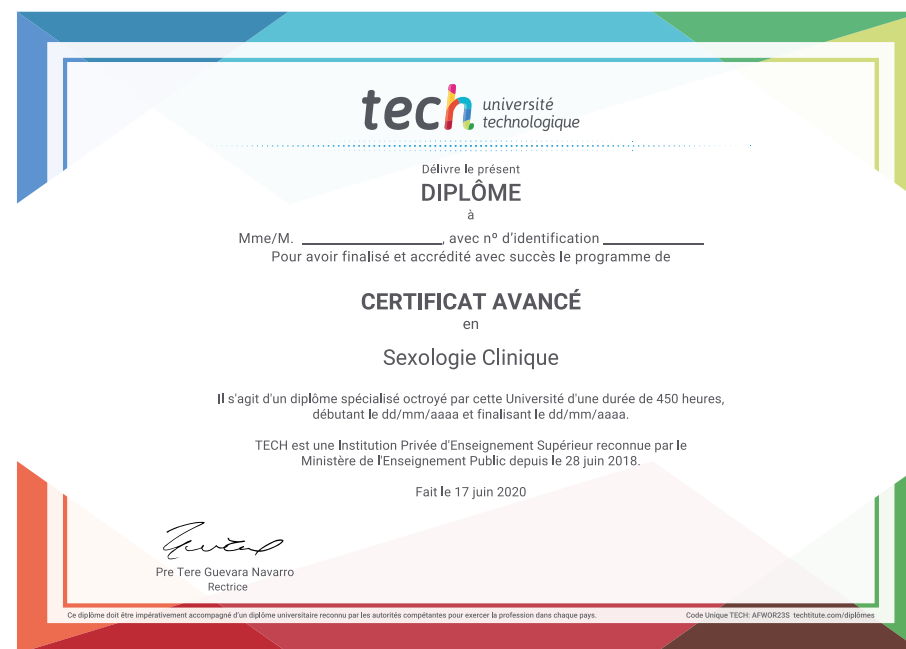 tech université
technologique
Délivre le présent
DIPLÔME
à
Mme/M. ____________________, avec nº d'identification ______________
Pour avoir finalisé et accrédité avec succès le programme de
CERTIFICAT AVANCÉ
en
Sexologie Clinique
Il s'agit d'un diplôme spécialisé octroyé par cette Université d'une durée de 450 heures,
débutant le dd/mm/aaaa et finalisant le dd/mm/aaaa.
TECH est une Institution Privée d'Enseignement Supérieur reconnue par le
Ministère de l'Enseignement Public depuis le 28 juin 2018.
Fait le 17 juin 2020
Pre Tere Guevara Navarro
Rectrice
Ce diplôme doit être impérativement accompagné d'un diplôme universitaire reconnu par les autorités compétantes pour exercer la profession dans chaque pays.
Code Unique TECH: AFWOR23S techtitute.com/diplômes